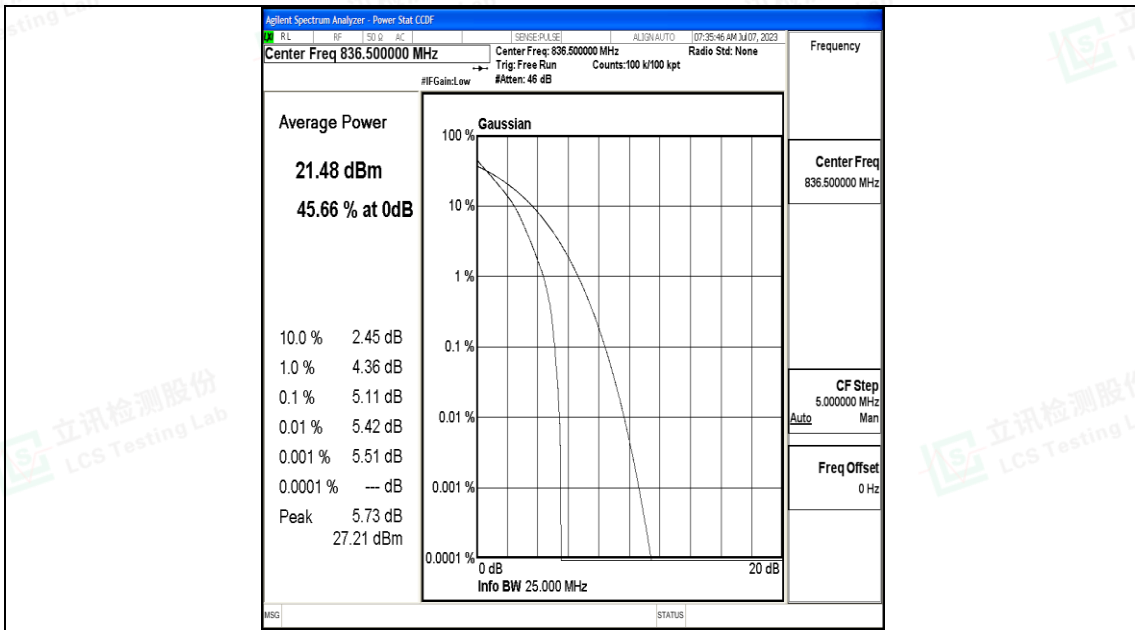 Agilent Spectrum Analyzer - Power Stat CCDF
RL RF 50 Ω AC SENSE:PULSE ALIGN AUTO 07:35:46 AM Jul 07, 2023
Center Freq 836.500000 MHz
Center Freq: 836.500000 MHz Radio Std: None
Trig: Free Run Counts:100 k/100 kpt
#IFGain:Low #Atten: 46 dB
Frequency
Average Power
21.48 dBm
45.66 % at 0dB
10.0 % 2.45 dB
1.0 % 4.36 dB
0.1 % 5.11 dB
0.01 % 5.42 dB
0.001 % 5.51 dB
0.0001 % --- dB
Peak 5.73 dB
27.21 dBm
Gaussian
100 %
10 %
1 %
0.1 %
0.01 %
0.001 %
0.0001 %
0 dB 20 dB
Info BW 25.000 MHz
Center Freq
836.500000 MHz
CF Step
5.000000 MHz
Auto Man
Freq Offset
0 Hz
MSG STATUS
立讯检测股份
LCS Testing Lab
立讯检测股份
LCS Testing L